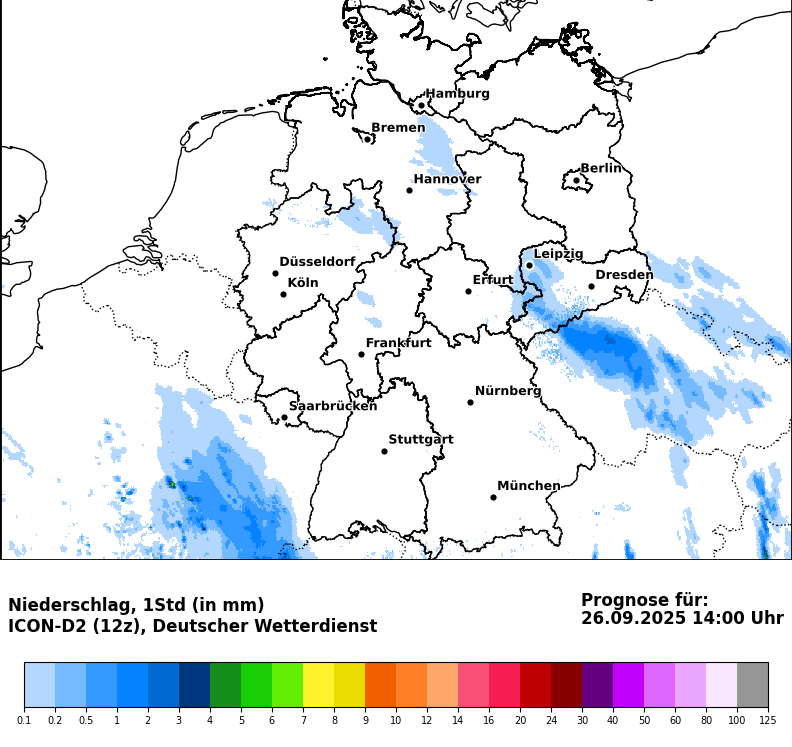 Hamburg
Bremen
Berlin
Hannover
Leipzig
Düsseldorf
Dresden
Köln
Erfurt
Frankfurt
Nürnberg
Saarbrücken
Stuttgart
München
Niederschlag, 1Std (in mm)
ICON-D2 (12z), Deutscher Wetterdienst
Prognose für:
26.09.2025 14:00 Uhr
0.1 0.2 0.5 1 2 3 4 5 6 7 8 9 10 12 14 16 20 24 30 40 50 60 80 100 125